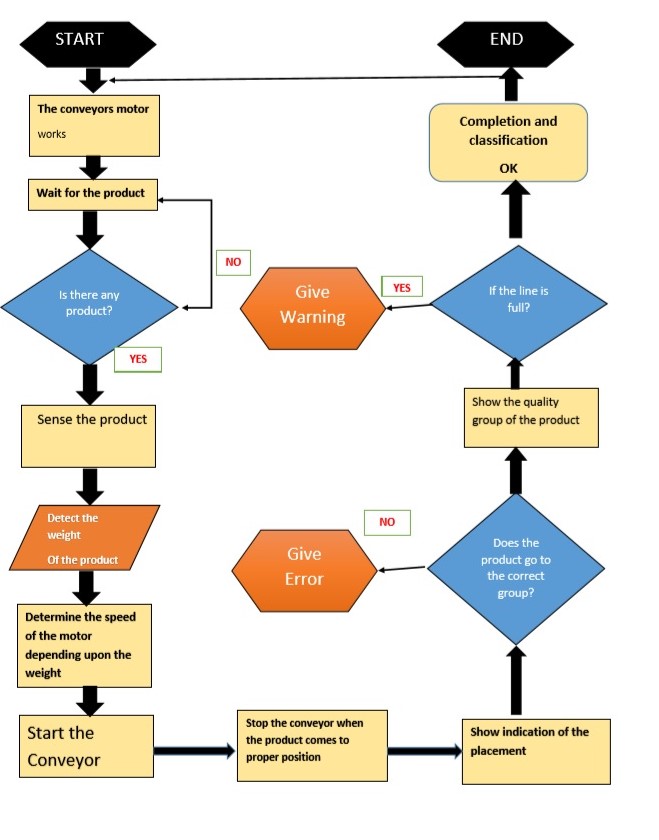 START
END
The conveyors motor
works
Completion and
classification
OK
Wait for the product
NO
Is there any
product?
Give
Warning
YES
If the line is
full?
YES
Sense the product
Show the quality
group of the product
Detect the
weight
Of the product
NO
Give
Error
Does the
product go to
the correct
group?
Determine the speed
of the motor
depending upon the
weight
Start the
Conveyor
Stop the conveyor when
the product comes to
proper position
Show indication of the
placement